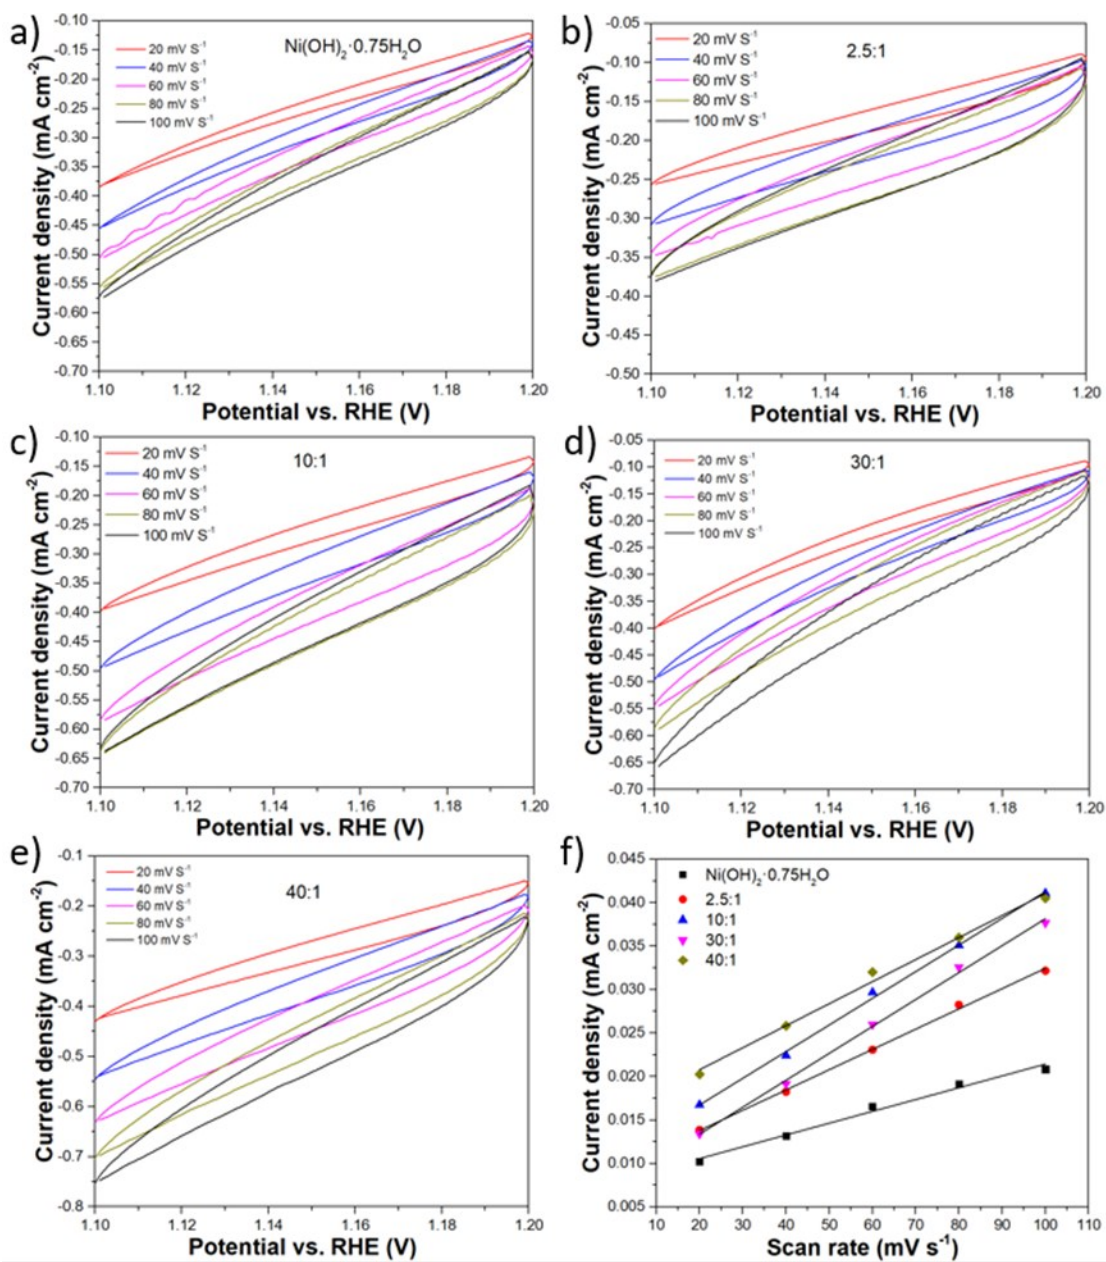 a)
Ni(OH)₂·0.75H₂O
20 mV S⁻¹
40 mV S⁻¹
60 mV S⁻¹
80 mV S⁻¹
100 mV S⁻¹
-0.10
-0.15
-0.20
-0.25
-0.30
-0.35
-0.40
-0.45
-0.50
-0.55
-0.60
-0.65
-0.70
Current density (mA cm⁻²)
1.10 1.12 1.14 1.16 1.18 1.20
Potential vs. RHE (V)
b)
2.5:1
20 mV S⁻¹
40 mV S⁻¹
60 mV S⁻¹
80 mV S⁻¹
100 mV S⁻¹
-0.05
-0.10
-0.15
-0.20
-0.25
-0.30
-0.35
-0.40
-0.45
-0.50
Current density (mA cm⁻²)
1.10 1.12 1.14 1.16 1.18 1.20
Potential vs. RHE (V)
c)
10:1
20 mV S⁻¹
40 mV S⁻¹
60 mV S⁻¹
80 mV S⁻¹
100 mV S⁻¹
-0.10
-0.15
-0.20
-0.25
-0.30
-0.35
-0.40
-0.45
-0.50
-0.55
-0.60
-0.65
-0.70
Current density (mA cm⁻²)
1.10 1.12 1.14 1.16 1.18 1.20
Potential vs. RHE (V)
d)
30:1
20 mV S⁻¹
40 mV S⁻¹
60 mV S⁻¹
80 mV S⁻¹
100 mV S⁻¹
-0.05
-0.10
-0.15
-0.20
-0.25
-0.30
-0.35
-0.40
-0.45
-0.50
-0.55
-0.60
-0.65
-0.70
Current density (mA cm⁻²)
1.10 1.12 1.14 1.16 1.18 1.20
Potential vs. RHE (V)
e)
40:1
20 mV S⁻¹
40 mV S⁻¹
60 mV S⁻¹
80 mV S⁻¹
100 mV S⁻¹
-0.1
-0.2
-0.3
-0.4
-0.5
-0.6
-0.7
-0.8
Current density (mA cm⁻²)
1.10 1.12 1.14 1.16 1.18 1.20
Potential vs. RHE (V)
f)
Ni(OH)₂·0.75H₂O
2.5:1
10:1
30:1
40:1
0.045
0.040
0.035
0.030
0.025
0.020
0.015
0.010
0.005
Current density (mA cm⁻²)
10 20 30 40 50 60 70 80 90 100 110
Scan rate (mV s⁻¹)